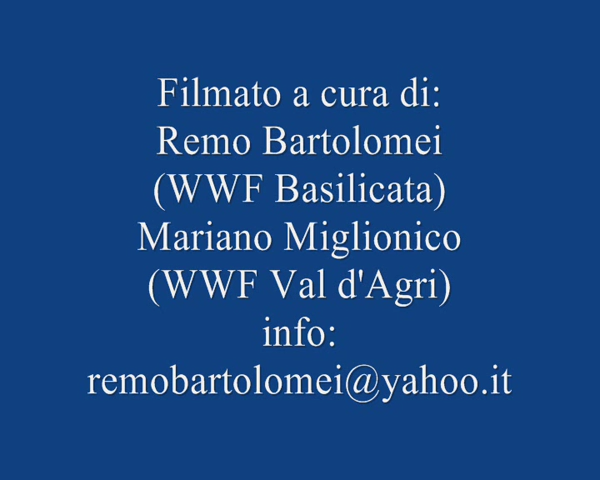 Filmato a cura di:
Remo Bartolomei
(WWF Basilicata)
Mariano Miglionico
(WWF Val d'Agri)
info:
remobartolomei@yahoo.it